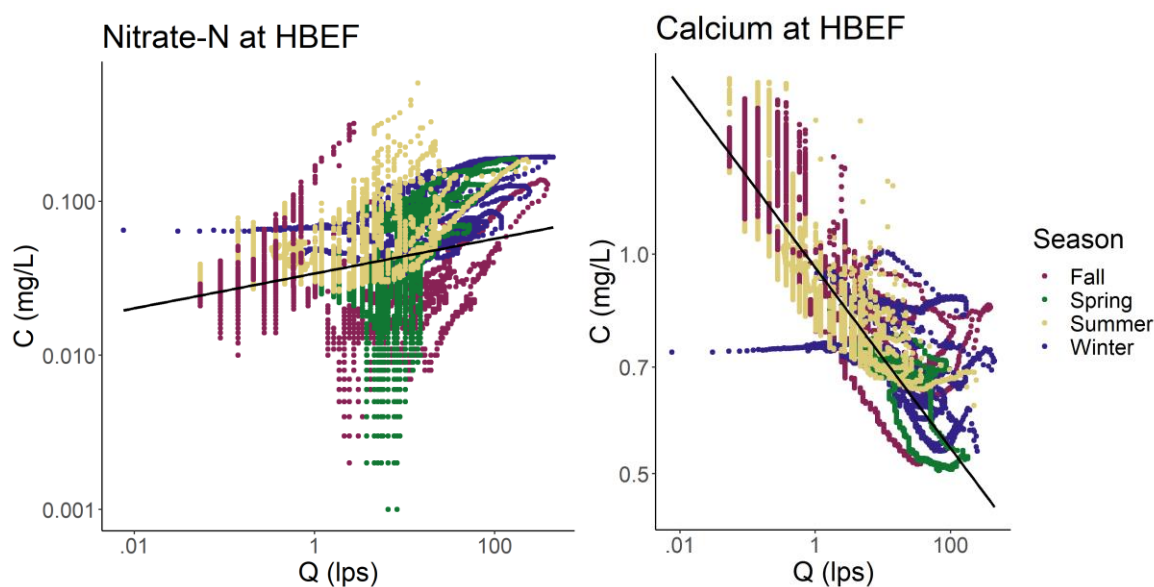 Nitrate-N at HBEF
C (mg/L)
0.100
0.010
0.001
.01
1
100
Q (lps)
Calcium at HBEF
C (mg/L)
1.0
0.7
0.5
.01
1
100
Q (lps)
Season
Fall
Spring
Summer
Winter